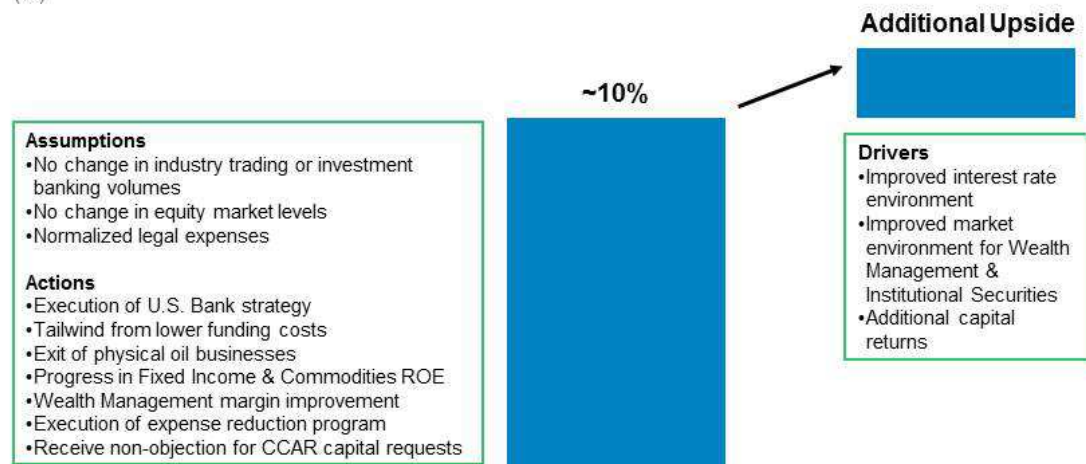 Additional Upside
~10%
Assumptions
•No change in industry trading or investment
banking volumes
•No change in equity market levels
•Normalized legal expenses
Actions
•Execution of U.S. Bank strategy
•Tailwind from lower funding costs
•Exit of physical oil businesses
•Progress in Fixed Income & Commodities ROE
•Wealth Management margin improvement
•Execution of expense reduction program
•Receive non-objection for CCAR capital requests
Drivers
•Improved interest rate
environment
•Improved market
environment for Wealth
Management &
Institutional Securities
•Additional capital
returns